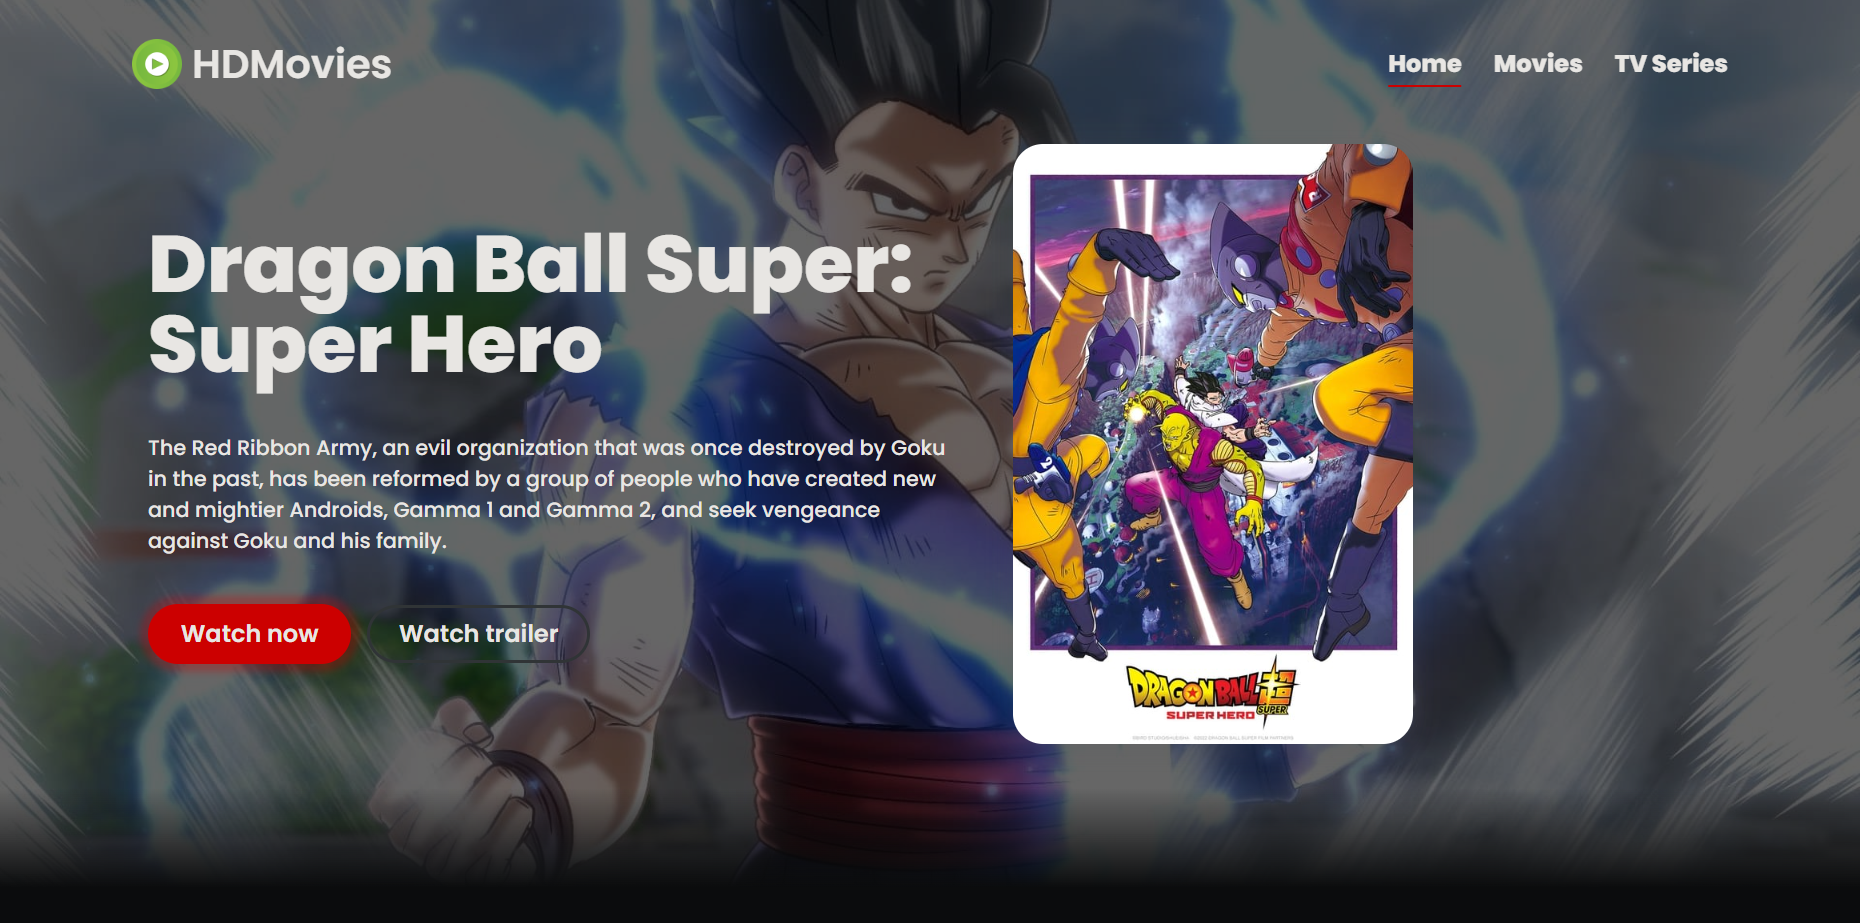 HDMovies
Home
Movies
TV Series
Dragon Ball Super:
Super Hero
The Red Ribbon Army, an evil organization that was once destroyed by Goku
in the past, has been reformed by a group of people who have created new
and mightier Androids, Gamma 1 and Gamma 2, and seek vengeance
against Goku and his family.
Watch now
Watch trailer
2
DRAGON BALL 超
SUPER
SUPER HERO